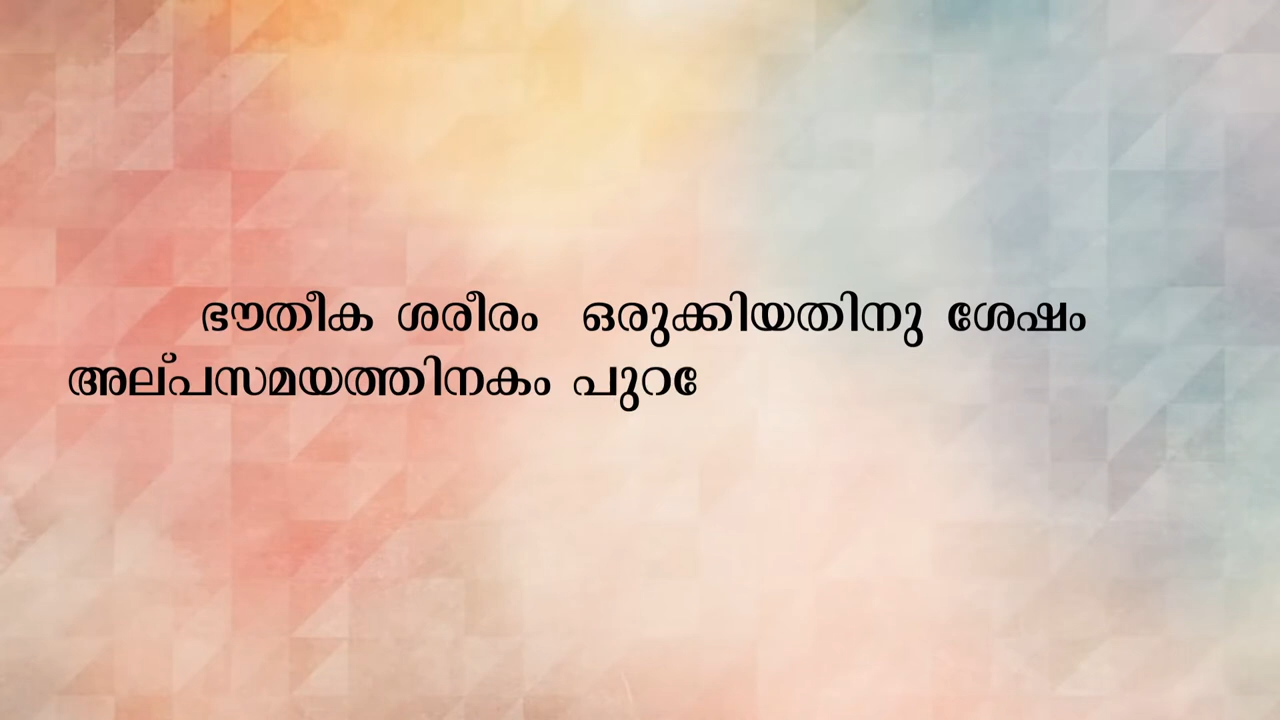 ഭൗതീക ശരീരം ഒരുക്കിയതിനു ശേഷം
അല്പസമയത്തിനകം പുറ